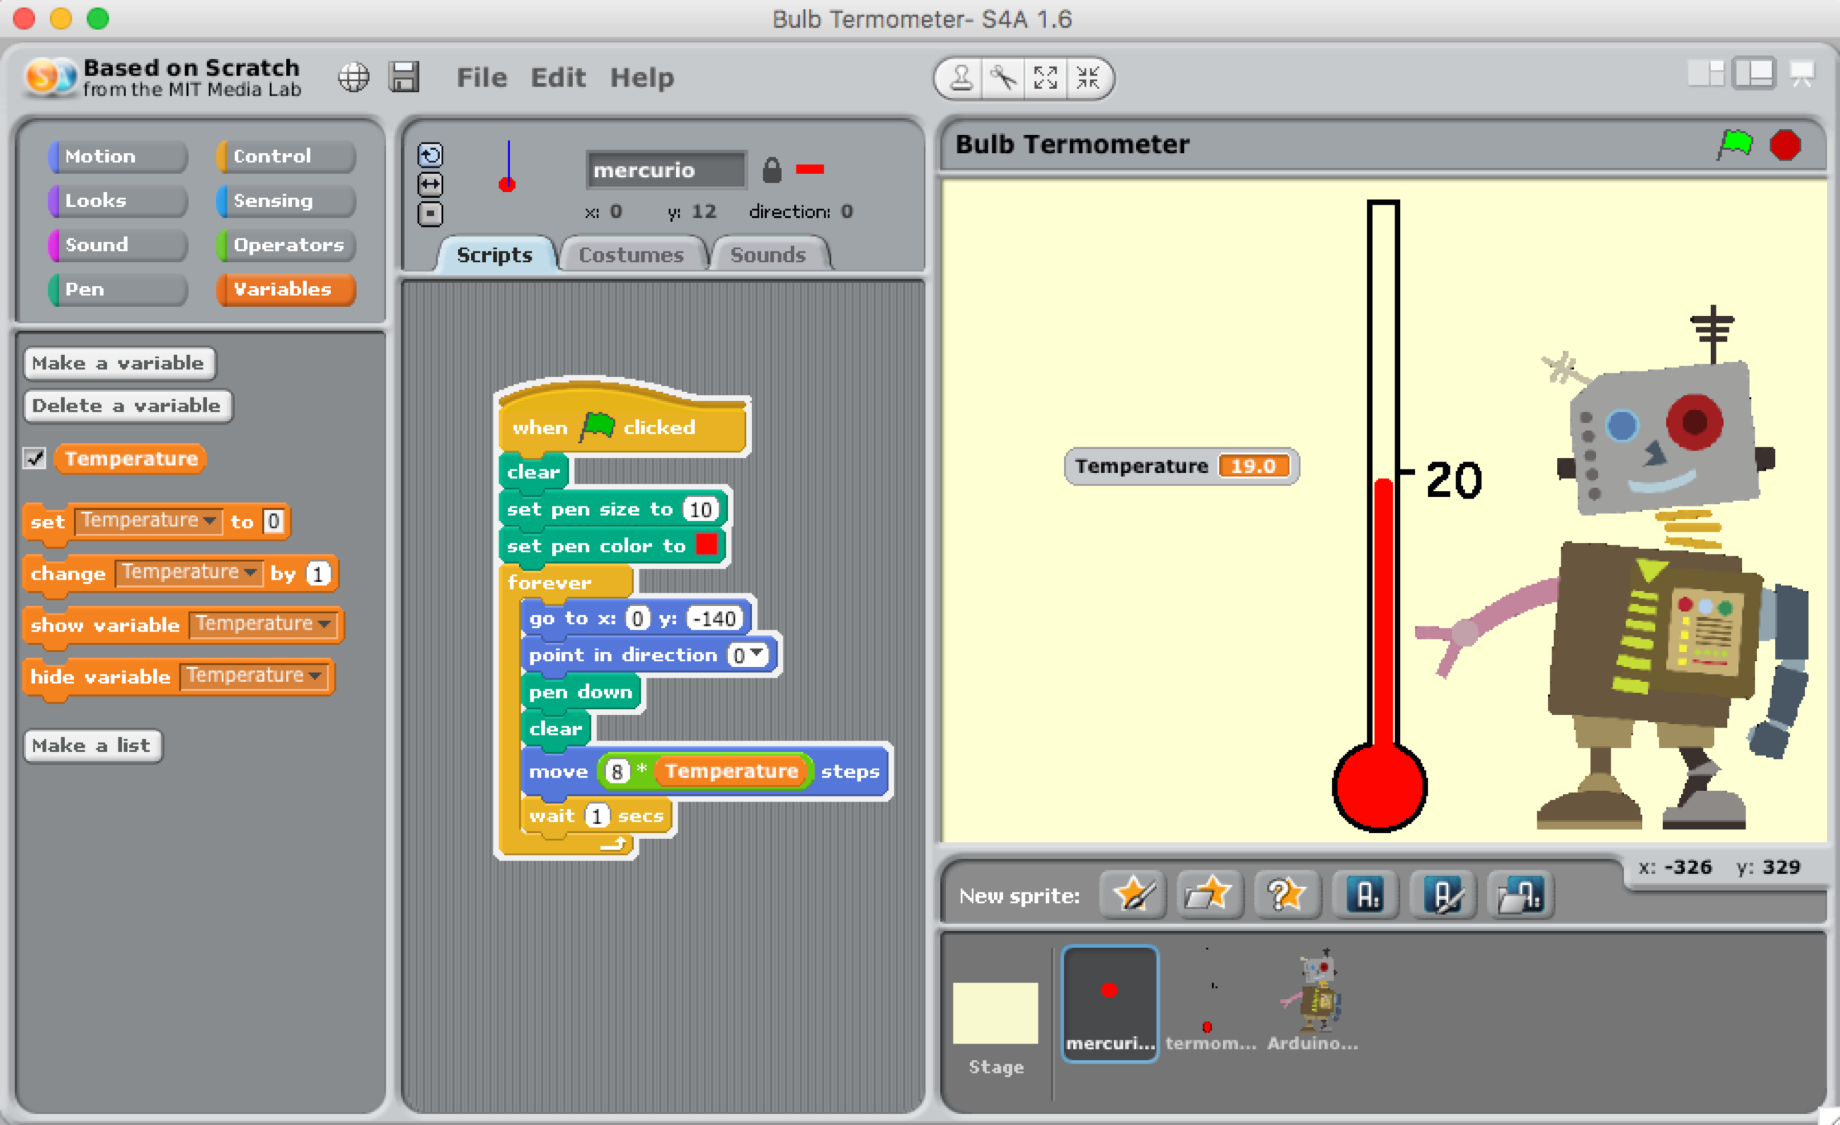 Bulb Termometer- S4A 1.6
Based on Scratch
from the MIT Media Lab
File Edit Help
Motion Control
Looks Sensing
Sound Operators
Pen Variables
Make a variable
Delete a variable
Temperature
set Temperature to 0
change Temperature by 1
show variable Temperature
hide variable Temperature
Make a list
mercurio
x: 0 y: 12 direction: 0
Scripts Costumes Sounds
when clicked
clear
set pen size to 10
set pen color to
forever
go to x: 0 y: -140
point in direction 0
pen down
clear
move 8 * Temperature steps
wait 1 secs
Bulb Termometer
Temperature 19.0
20
x: -326 y: 329
New sprite:
Stage
mercuri...
termom...
Arduino...